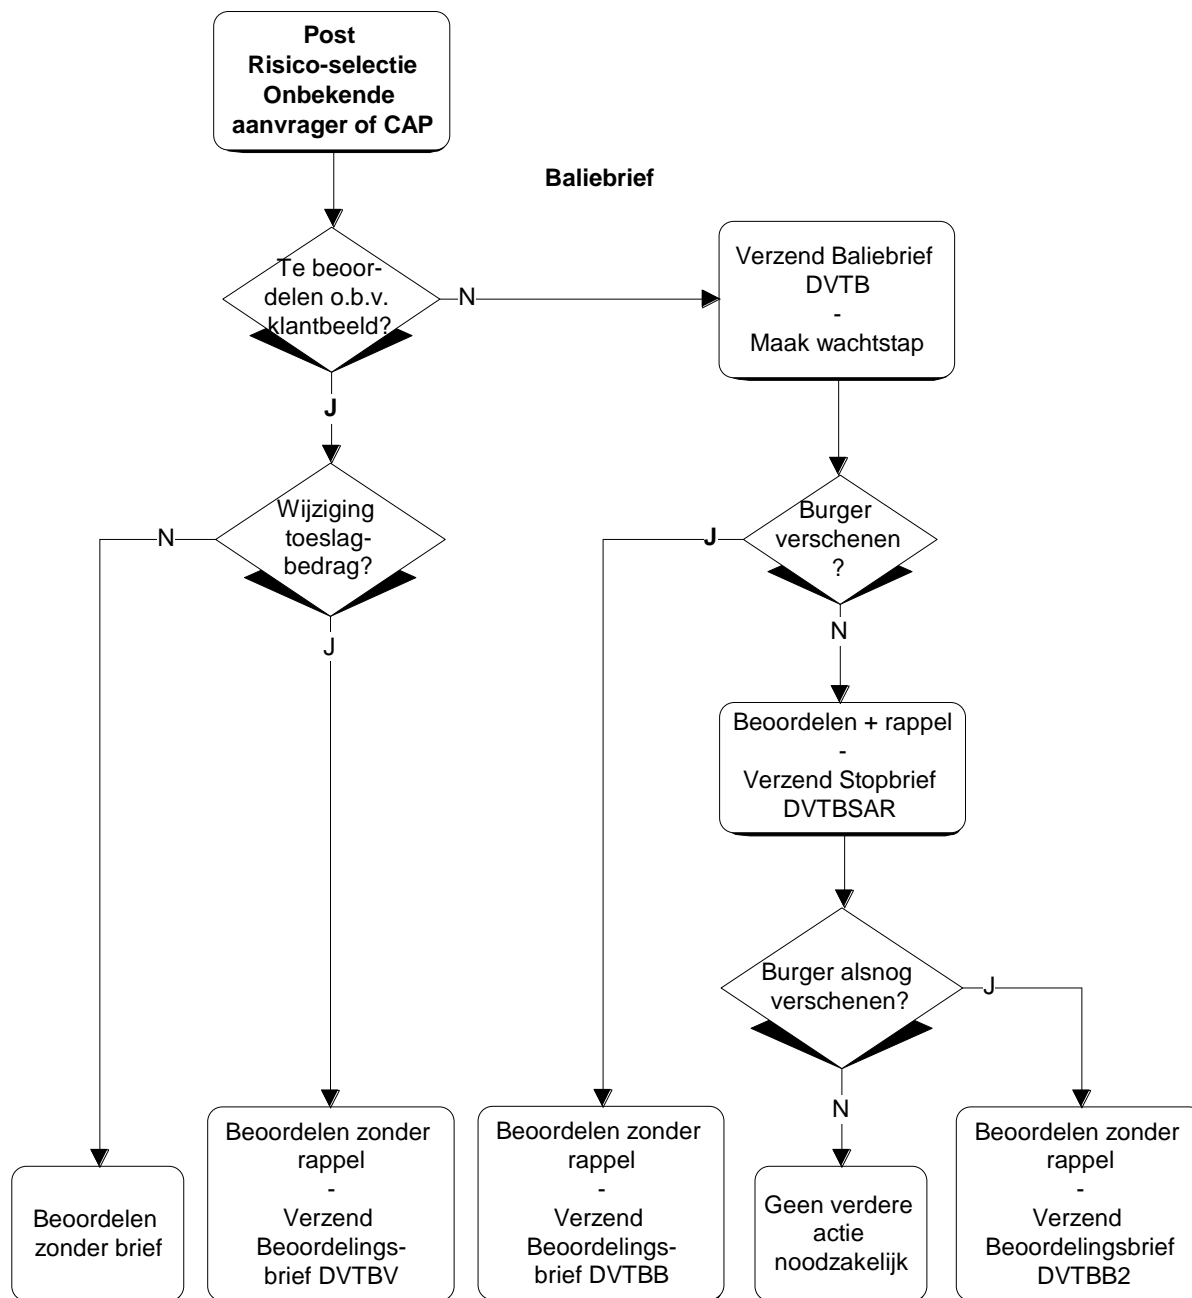 Post
Risico-selectie
Onbekende
aanvrager of CAP
Baliebrief
Te beoor-
delen o.b.v.
klantbeeld?
N
Verzend Baliebrief
DVTB
-
Maak wachtstap
J
Wijziging
toeslag-
bedrag?
N
J
Burger
verschenen
?
J
N
Beoordelen + rappel
-
Verzend Stopbrief
DVTBSAR
Burger alsnog
verschenen?
J
N
Beoordelen
zonder brief
Beoordelen zonder
rappel
-
Verzend
Beoordelings-
brief DVTBV
Beoordelen zonder
rappel
-
Verzend
Beoordelings-
brief DVTBB
Geen verdere
actie
noodzakelijk
Beoordelen zonder
rappel
-
Verzend
Beoordelingsbrief
DVTBB2